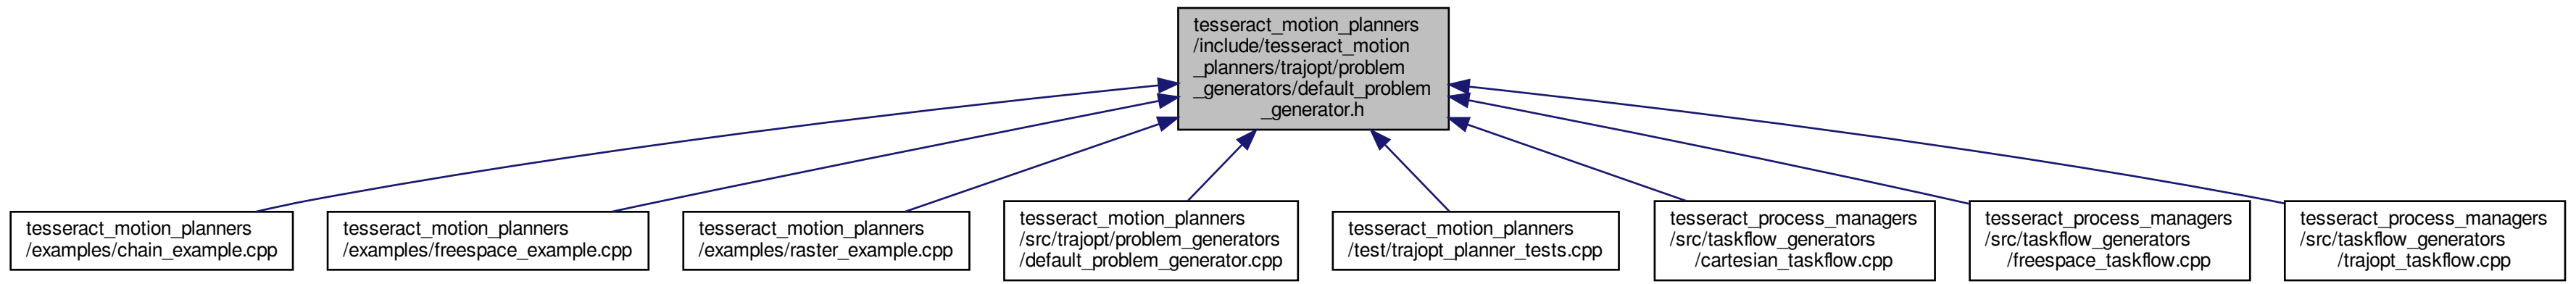 tesseract_motion_planners
/include/tesseract_motion
_planners/trajopt/problem
_generators/default_problem
_generator.h
tesseract_motion_planners
/examples/chain_example.cpp
tesseract_motion_planners
/examples/freespace_example.cpp
tesseract_motion_planners
/examples/raster_example.cpp
tesseract_motion_planners
/src/trajopt/problem_generators
/default_problem_generator.cpp
tesseract_motion_planners
/test/trajopt_planner_tests.cpp
tesseract_process_managers
/src/taskflow_generators
/cartesian_taskflow.cpp
tesseract_process_managers
/src/taskflow_generators
/freespace_taskflow.cpp
tesseract_process_managers
/src/taskflow_generators
/trajopt_taskflow.cpp